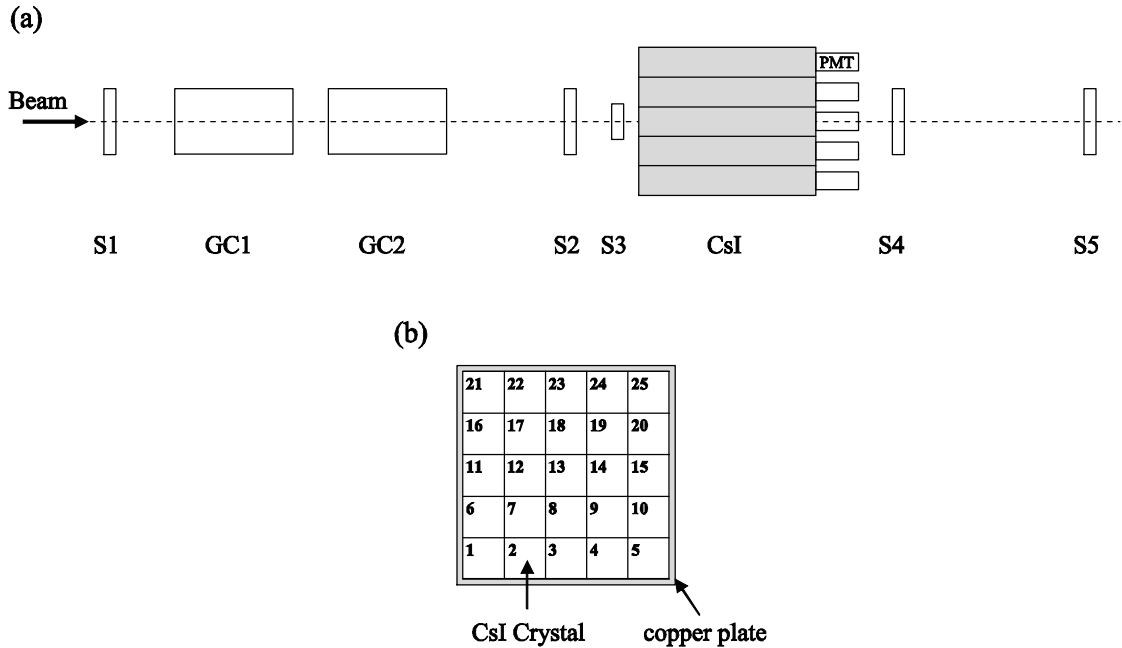 (a)
PMT
Beam
S1 GC1 GC2 S2 S3 CsI S4 S5
(b)
21 22 23 24 25
16 17 18 19 20
11 12 13 14 15
6 7 8 9 10
1 2 3 4 5
CsI Crystal copper plate